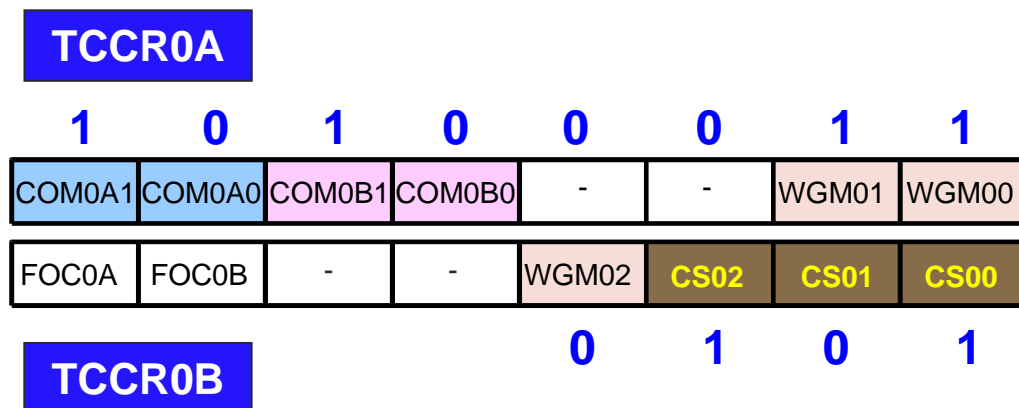 TCCR0A
1 0 1 0 0 0 1 1
COM0A1 COM0A0 COM0B1 COM0B0 - - WGM01 WGM00
FOC0A FOC0B - - WGM02 CS02 CS01 CS00
0 1 0 1
TCCR0B